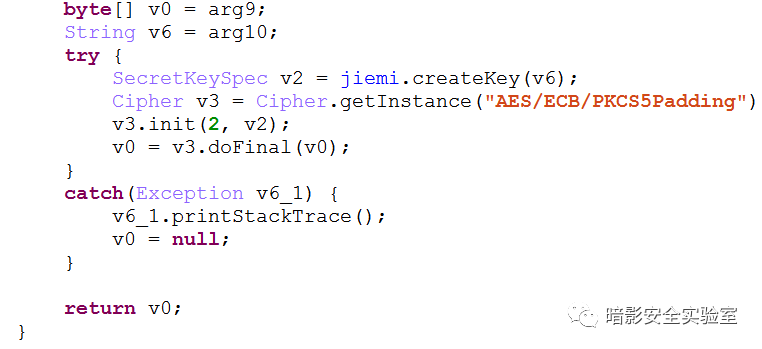 byte[] v0 = arg9;
String v6 = arg10;
try {
SecretKeySpec v2 = jiemi.createKey(v6);
Cipher v3 = Cipher.getInstance("AES/ECB/PKCS5Padding")
v3.init(2, v2);
v0 = v3.doFinal(v0);
}
catch(Exception v6_1) {
v6_1.printStackTrace();
v0 = null;
}
return v0;
}
暗影安全实验室